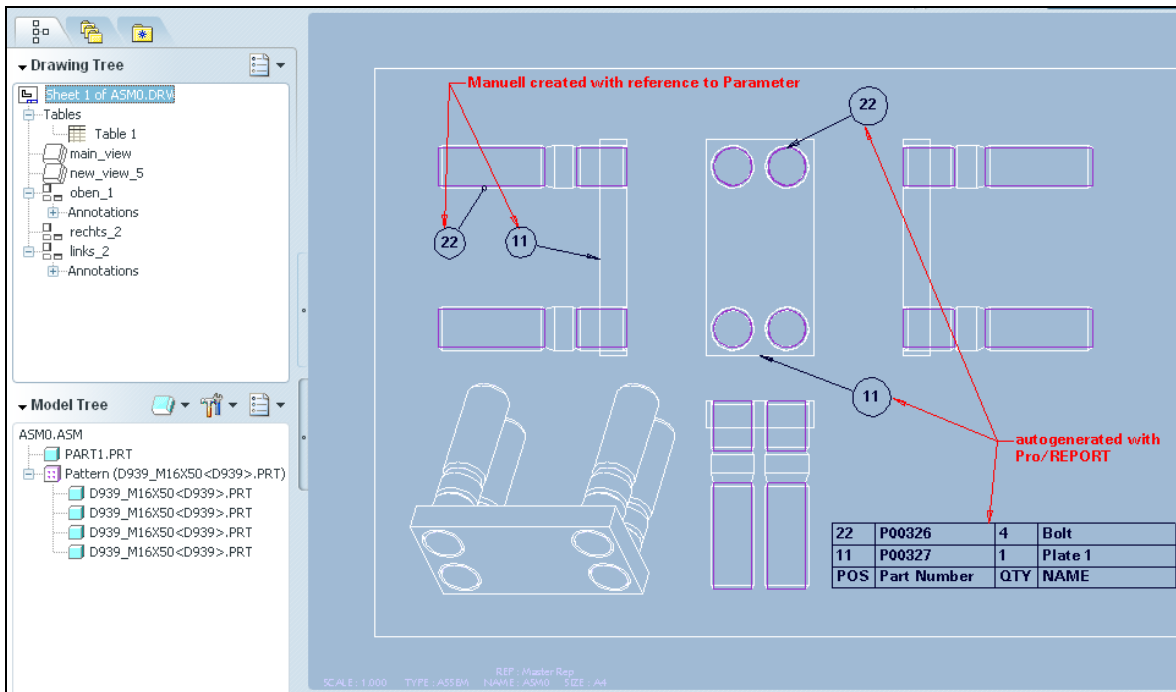 Drawing Tree
Sheet 1 of ASM0.DRW
Tables
Table 1
main_view
new_view_5
oben_1
Annotations
rechts_2
links_2
Annotations
Model Tree
ASM0.ASM
PART1.PRT
Pattern (D939_M16X50<D939>.PRT)
D939_M16X50<D939>.PRT
D939_M16X50<D939>.PRT
D939_M16X50<D939>.PRT
D939_M16X50<D939>.PRT
Manuell created with reference to Parameter
22
22
11
11
autogenerated with
Pro/REPORT
22 P00326 4 Bolt
11 P00327 1 Plate 1
POS Part Number QTY NAME
REP : Master Rep
SCALE : 1.000 TYPE : ASSEM NAME : ASM0 SIZE : A4